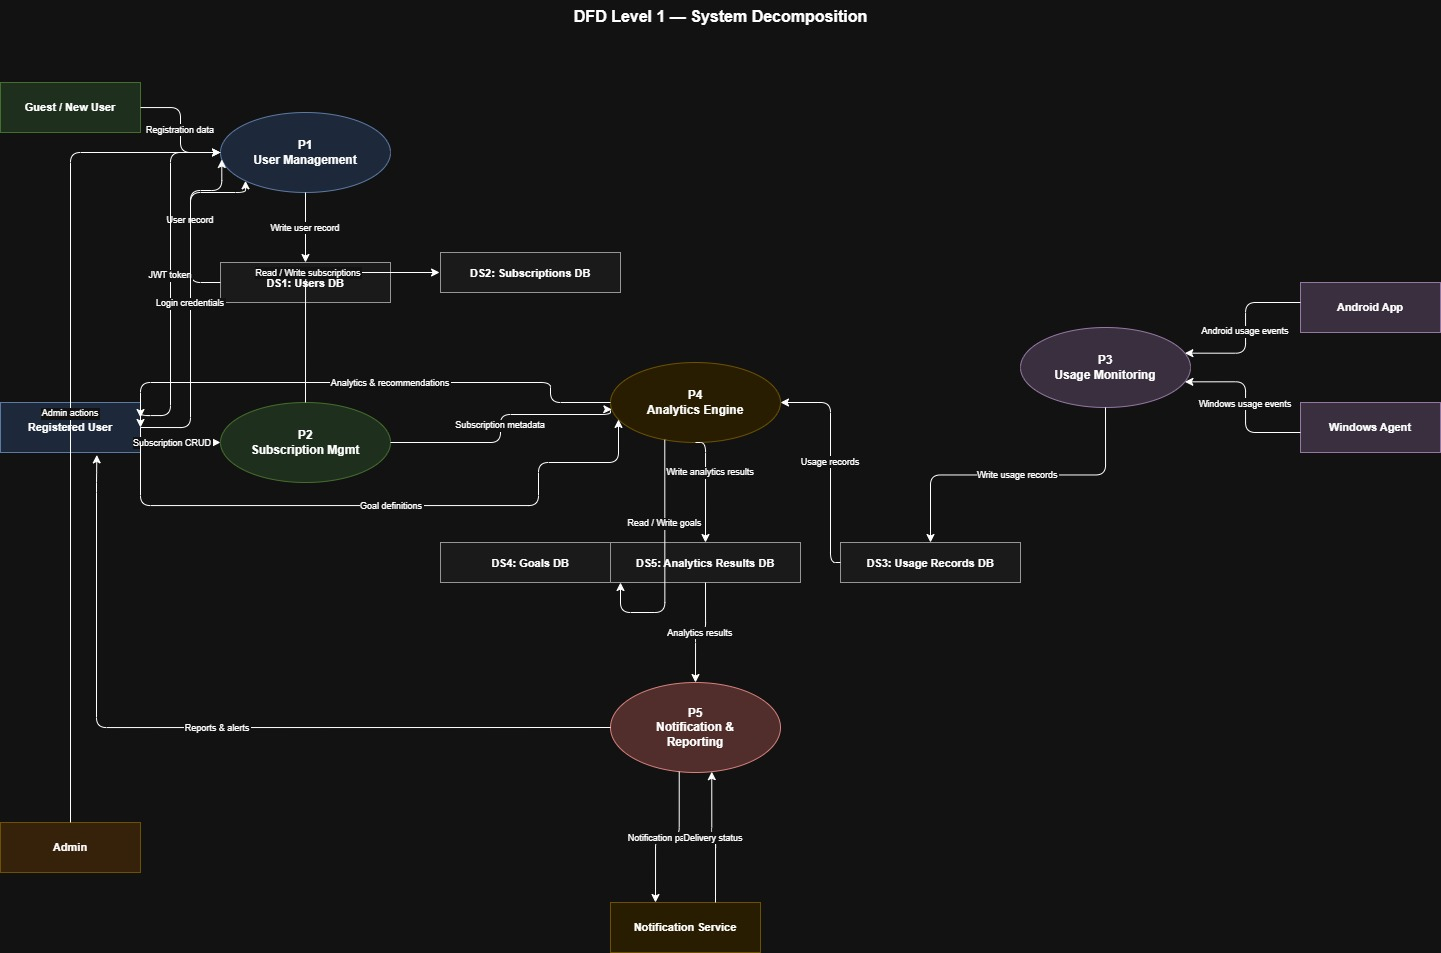 DFD Level 1 — System Decomposition
Guest / New User
Registration data
P1
User Management
User record
Write user record
JWT token
Read / Write subscriptions
DS1: Users DB
DS2: Subscriptions DB
Login credentials
Android App
Android usage events
P3
Usage Monitoring
Analytics & recommendations
P4
Analytics Engine
Windows usage events
Admin actions
Registered User
Subscription CRUD
P2
Subscription Mgmt
Subscription metadata
Windows Agent
Usage records
Write analytics results
Write usage records
Goal definitions
Read / Write goals
DS4: Goals DB
DS5: Analytics Results DB
DS3: Usage Records DB
Analytics results
P5
Notification &
Reporting
Reports & alerts
Admin
Notification
Delivery status
Notification Service